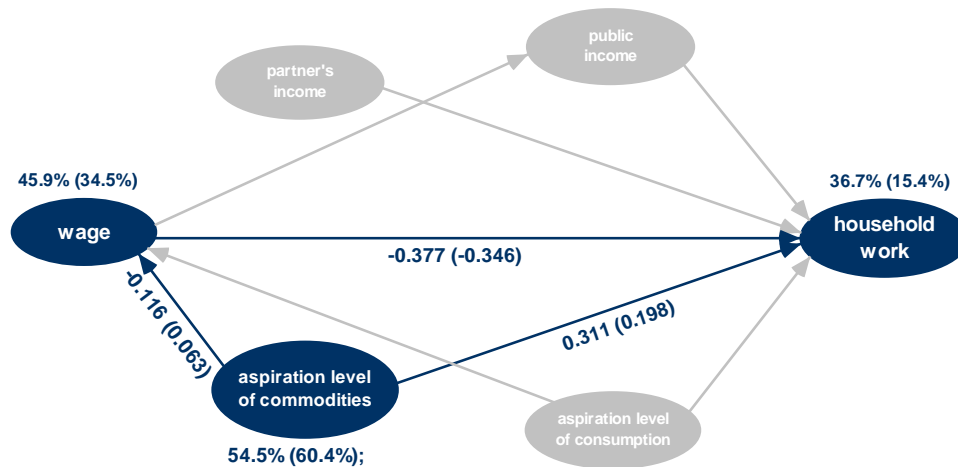 public
income
partner's
income
45.9% (34.5%)
36.7% (15.4%)
wage
household
work
-0.377 (-0.346)
-0.116 (0.063)
0.311 (0.198)
aspiration level
of commodities
aspiration level
of consumption
54.5% (60.4%);